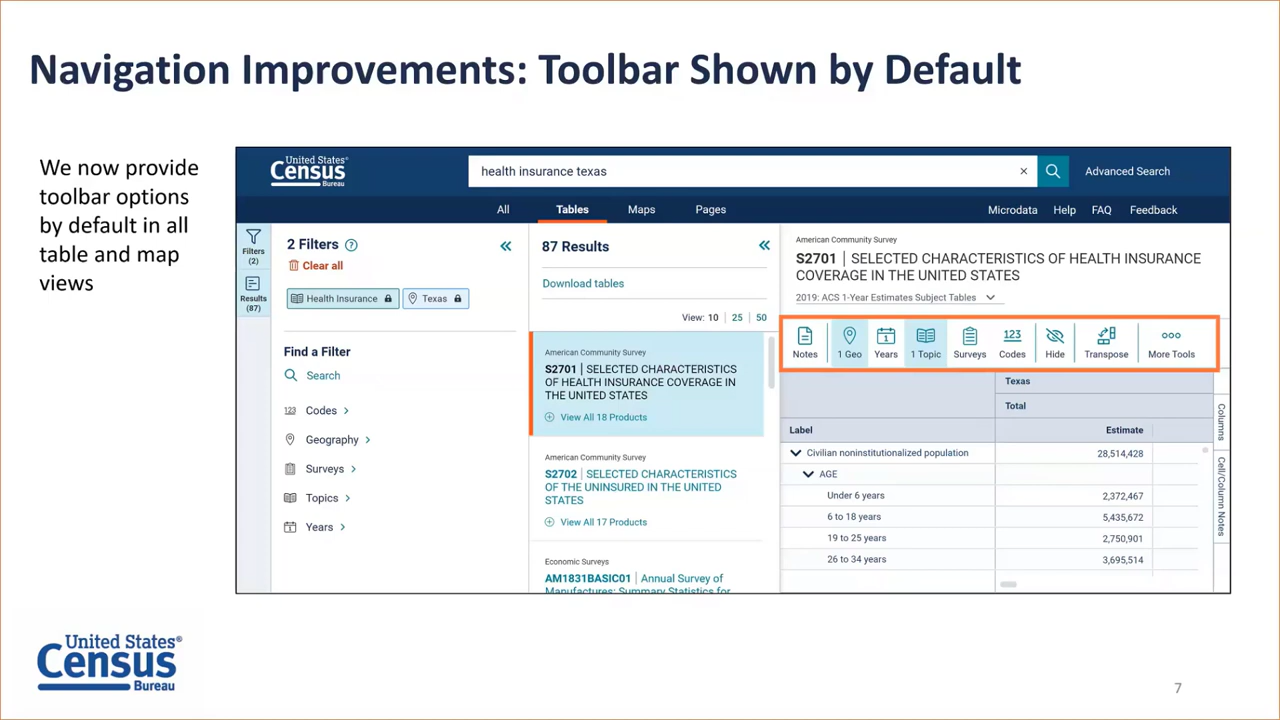 Navigation Improvements: Toolbar Shown by Default
We now provide
toolbar options
by default in all
table and map
views
United States®
Census
Bureau
health insurance texas
×
Advanced Search
All
Tables
Maps
Pages
Microdata
Help
FAQ
Feedback
Filters
(2)
Results
(87)
2 Filters ?
Clear all
Health Insurance
Texas
Find a Filter
Search
123 Codes
Geography
Surveys
Topics
1 Years
87 Results
Download tables
View: 10 | 25 | 50
American Community Survey
S2701 | SELECTED CHARACTERISTICS
OF HEALTH INSURANCE COVERAGE IN
THE UNITED STATES
View All 18 Products
American Community Survey
S2702 | SELECTED CHARACTERISTICS
OF THE UNINSURED IN THE UNITED
STATES
View All 17 Products
Economic Surveys
AM1831BASIC01 | Annual Survey of
Manufactures: Summary Statistics for
American Community Survey
S2701 | SELECTED CHARACTERISTICS OF HEALTH INSURANCE
COVERAGE IN THE UNITED STATES
2019: ACS 1-Year Estimates Subject Tables
Notes
1 Geo
1
Years
1 Topic
Surveys
123
Codes
Hide
Transpose
More Tools
Texas
Total
Label
Estimate
Civilian noninstitutionalized population 28,514,428
AGE
Under 6 years 2,372,467
6 to 18 years 5,435,672
19 to 25 years 2,750,901
26 to 34 years 3,695,514
Columns
Cell/Column Notes
United States®
Census
Bureau
7